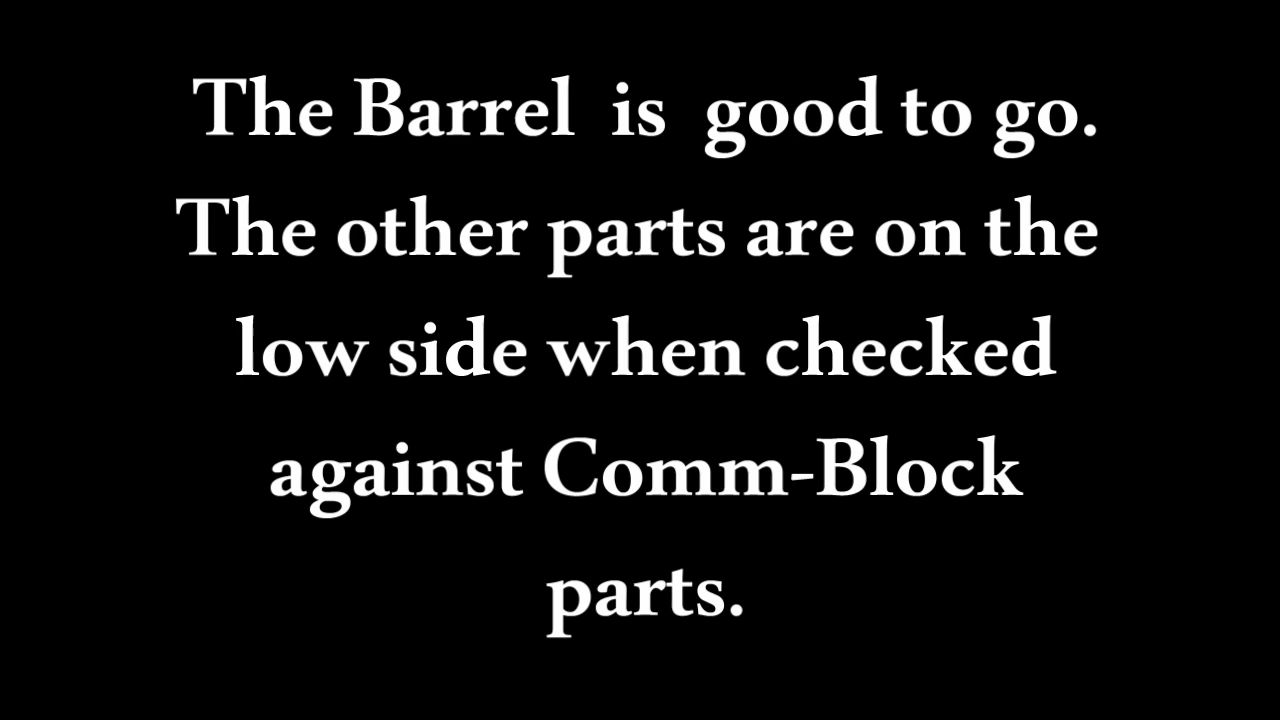 The Barrel  is  good to go.
The other parts are on the
low side when checked
against Comm-Block
parts.